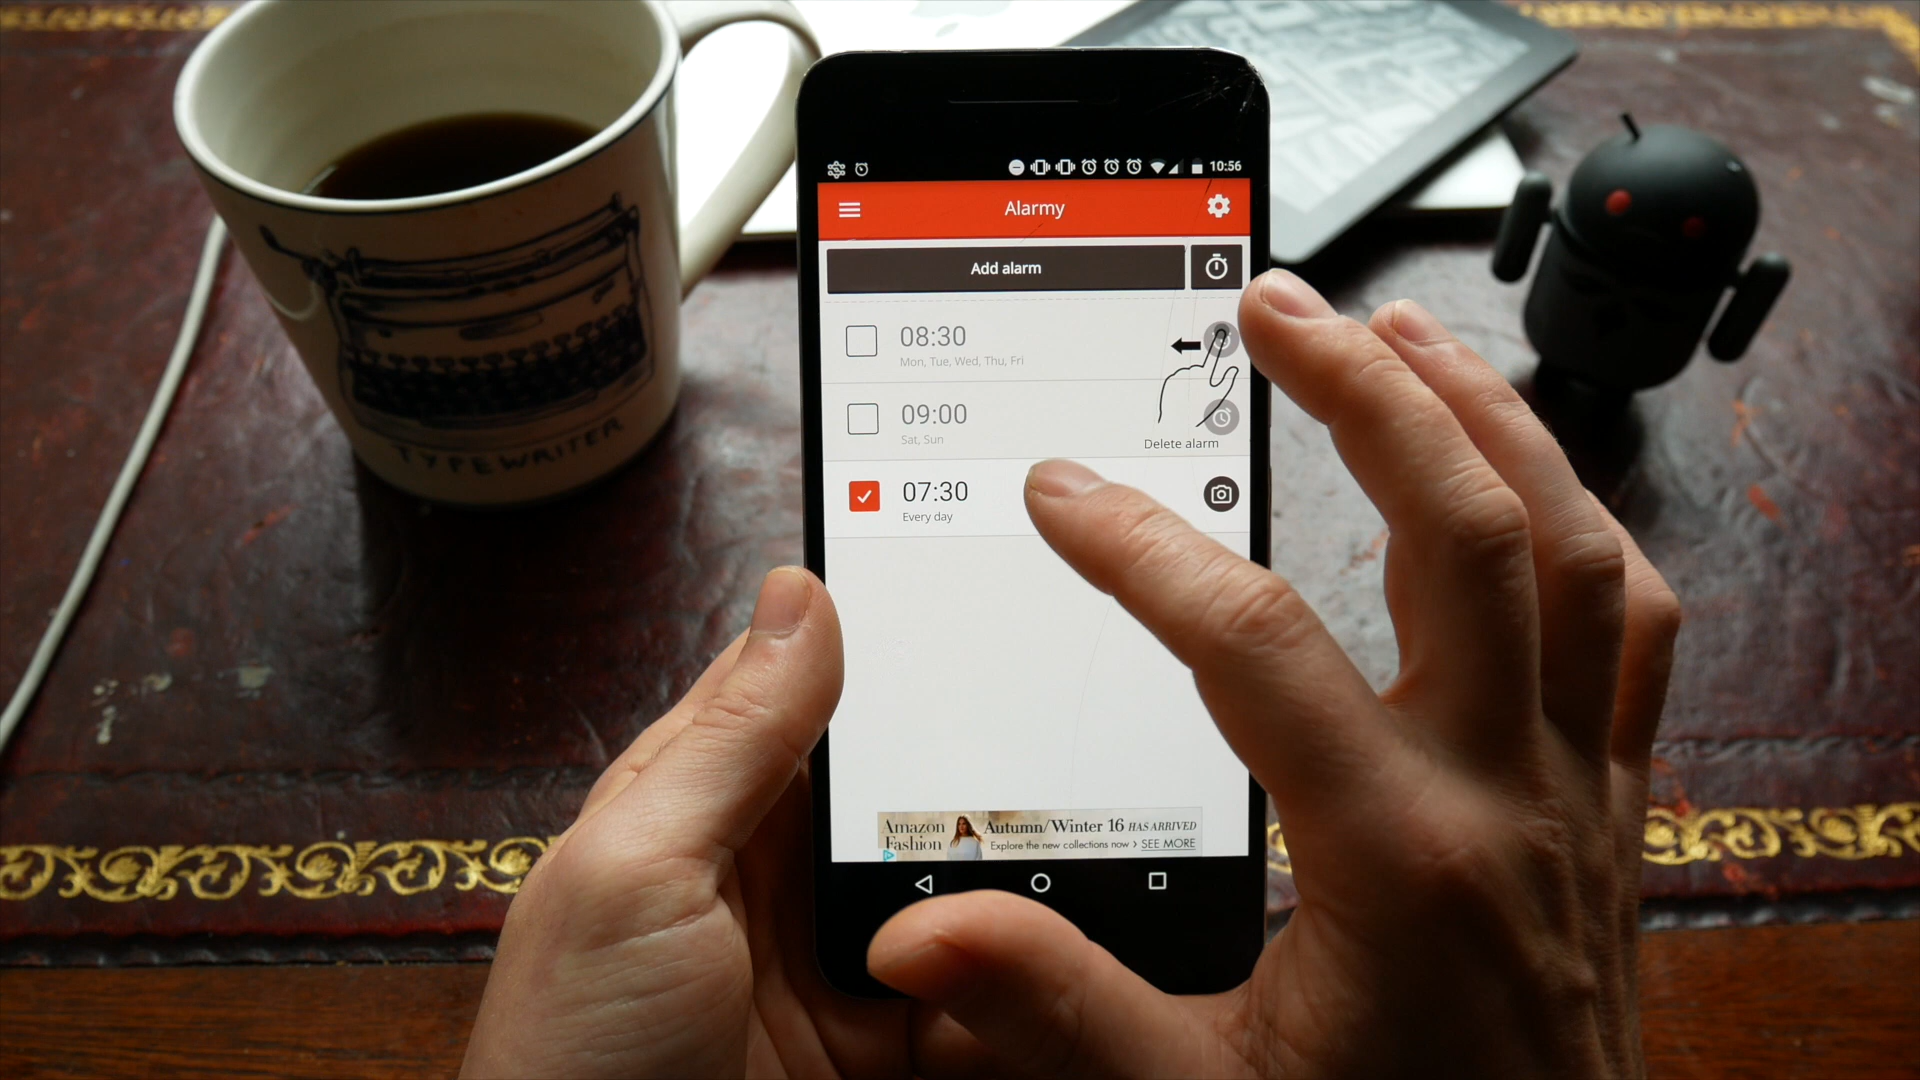 10:56
Alarmy
Add alarm
08:30
Mon, Tue, Wed, Thu, Fri
09:00
Sat, Sun
Delete alarm
07:30
Every day
Amazon Fashion
Autumn/Winter 16 HAS ARRIVED
Explore the new collections now › SEE MORE
TYPEWRITER